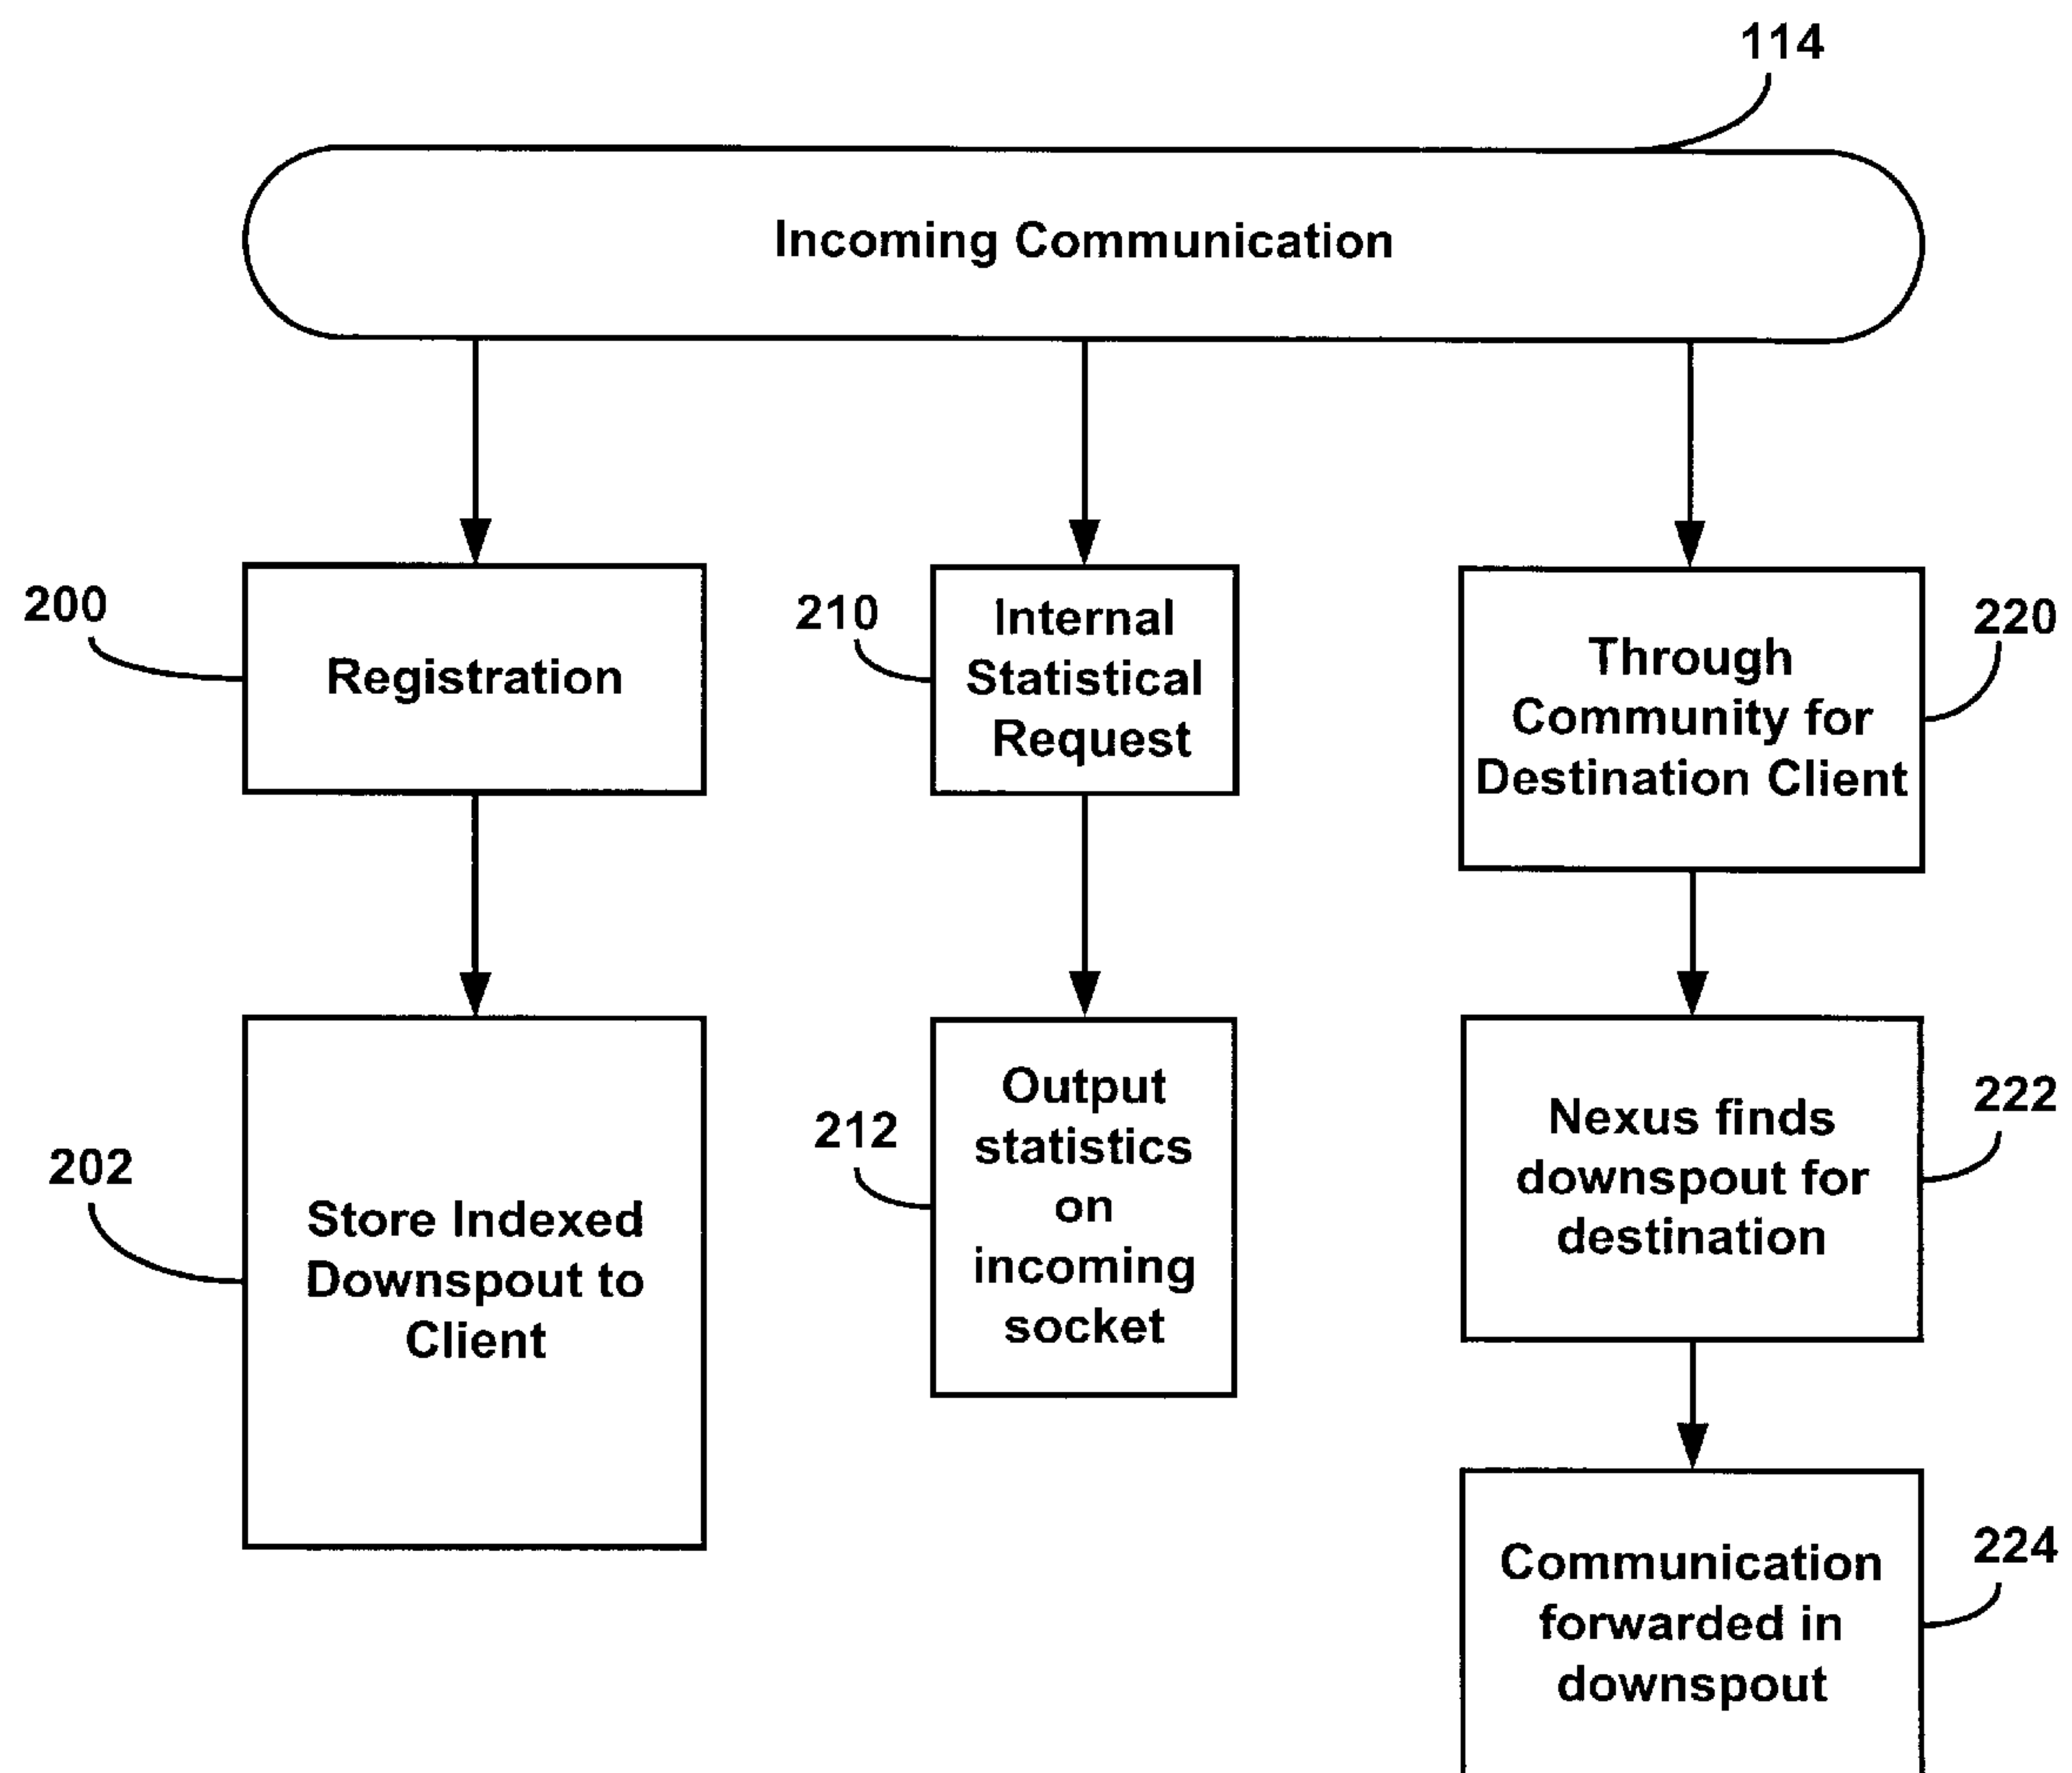 114
Incoming Communication
200
Registration
210
Internal
Statistical
Request
220
Through
Community for
Destination Client
202
Store Indexed
Downspout to
Client
212
Output
statistics
on
incoming
socket
222
Nexus finds
downspout for
destination
224
Communication
forwarded in
downspout